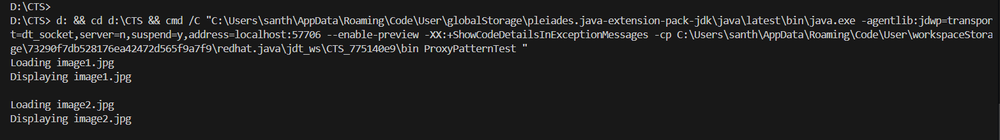 D:\CTS>
D:\CTS> d: && cd d:\CTS && cmd /C "C:\Users\santh\AppData\Roaming\Code\User\globalStorage\pleiades.java-extension-pack-jdk\java\latest\bin\java.exe -agentlib:jdwp=transpor
t=dt_socket,server=n,suspend=y,address=localhost:57706 --enable-preview -XX:+ShowCodeDetailsInExceptionMessages -cp C:\Users\santh\AppData\Roaming\Code\User\workspaceStora
ge\73290f7db528176ea42472d565f9a7f9\redhat.java\jdt_ws\CTS_775140e9\bin ProxyPatternTest "
Loading image1.jpg
Displaying image1.jpg
Loading image2.jpg
Displaying image2.jpg